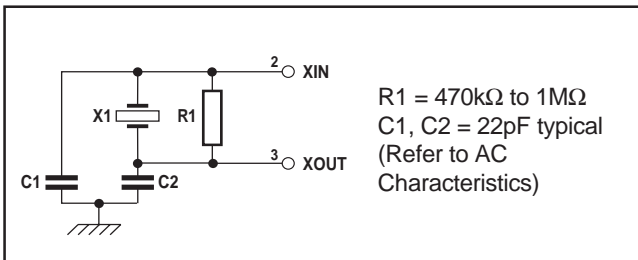 2 XIN
X1
R1
3 XOUT
C1
C2
R1 = 470kΩ to 1MΩ
C1, C2 = 22pF typical
(Refer to AC
Characteristics)